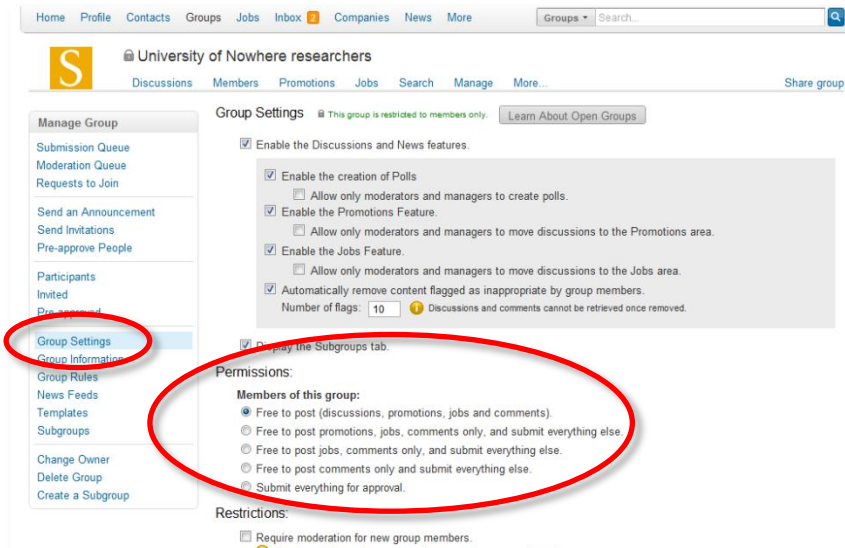 Home Profile Contacts Groups Jobs Inbox 2 Companies News More Groups Search...
S
University of Nowhere researchers
Discussions Members Promotions Jobs Search Manage More... Share group
Manage Group
Submission Queue
Moderation Queue
Requests to Join
Send an Announcement
Send Invitations
Pre-approve People
Participants
Invited
Pre-approved
Group Settings
Group Information
Group Rules
News Feeds
Templates
Subgroups
Change Owner
Delete Group
Create a Subgroup
Group Settings This group is restricted to members only. Learn About Open Groups
Enable the Discussions and News features.
Enable the creation of Polls
Allow only moderators and managers to create polls.
Enable the Promotions Feature.
Allow only moderators and managers to move discussions to the Promotions area.
Enable the Jobs Feature.
Allow only moderators and managers to move discussions to the Jobs area.
Automatically remove content flagged as inappropriate by group members.
Number of flags: 10 Discussions and comments cannot be retrieved once removed.
Display the Subgroups tab.
Permissions:
Members of this group:
Free to post (discussions, promotions, jobs and comments).
Free to post promotions, jobs, comments only, and submit everything else.
Free to post jobs, comments only, and submit everything else.
Free to post comments only and submit everything else.
Submit everything for approval.
Restrictions:
Require moderation for new group members.